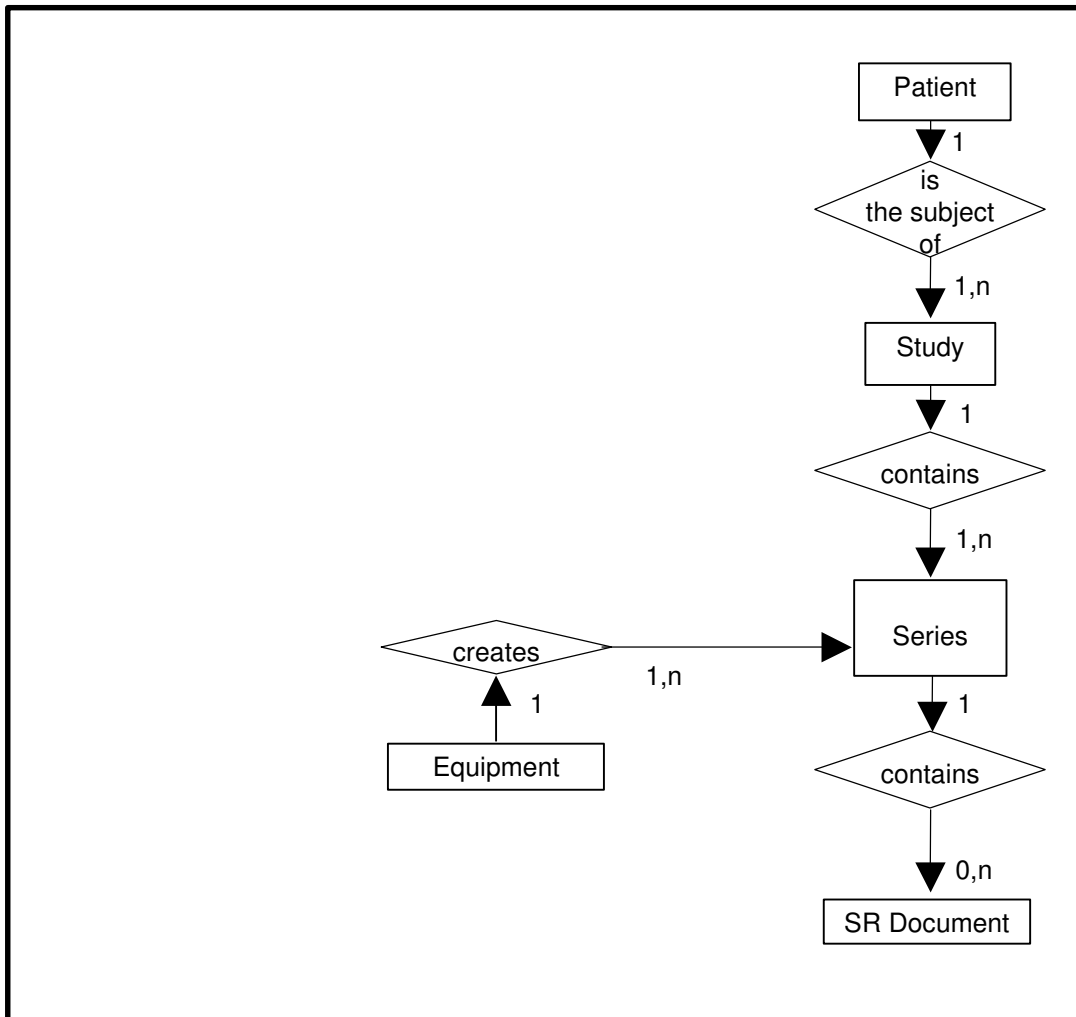 Patient
1
is
the subject
of
1,n
Study
1
contains
1,n
Series
creates
1,n
1
1
Equipment
contains
0,n
SR Document